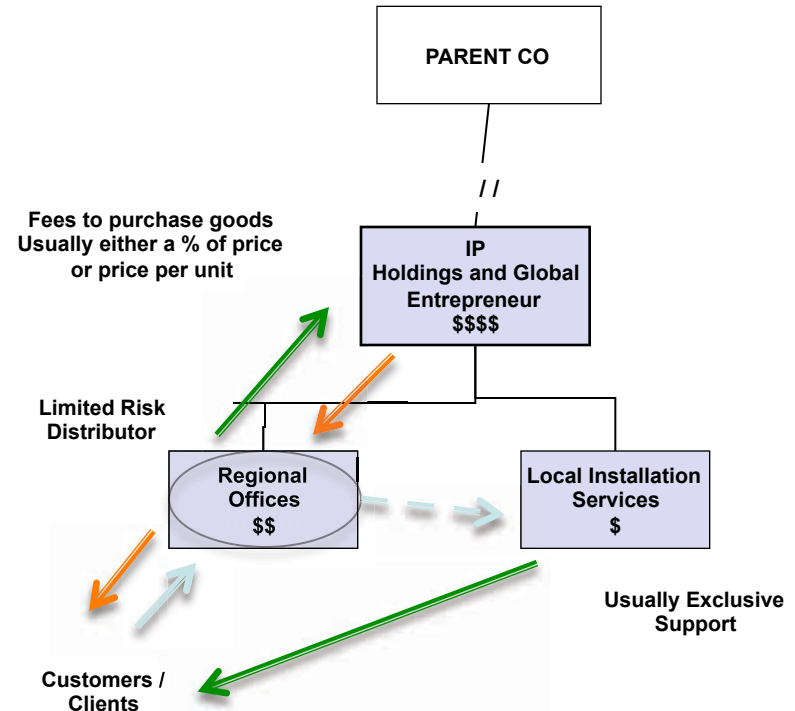 PARENT CO
/ /
Fees to purchase goods
Usually either a % of price
or price per unit
IP
Holdings and Global
Entrepreneur
$$$$
Limited Risk
Distributor
Regional
Offices
$$
Local Installation
Services
$
Usually Exclusive
Support
Customers /
Clients